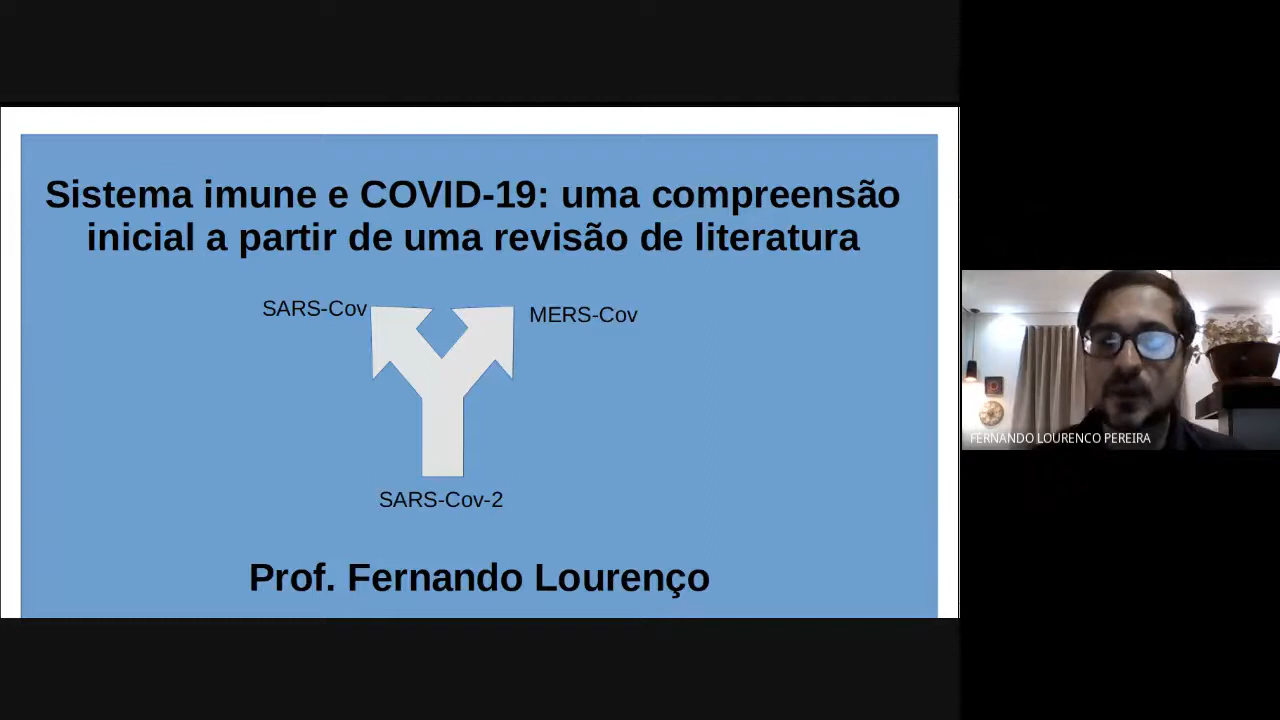 Sistema imune e COVID-19: uma compreensão
inicial a partir de uma revisão de literatura
SARS-Cov
MERS-Cov
SARS-Cov-2
Prof. Fernando Lourenço
FERNANDO LOURENCO PEREIRA